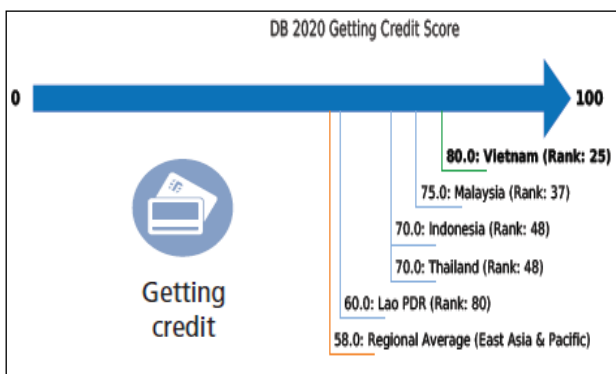 DB 2020 Getting Credit Score
0
100
80.0: Vietnam (Rank: 25)
75.0: Malaysia (Rank: 37)
70.0: Indonesia (Rank: 48)
70.0: Thailand (Rank: 48)
60.0: Lao PDR (Rank: 80)
58.0: Regional Average (East Asia & Pacific)
Getting
credit